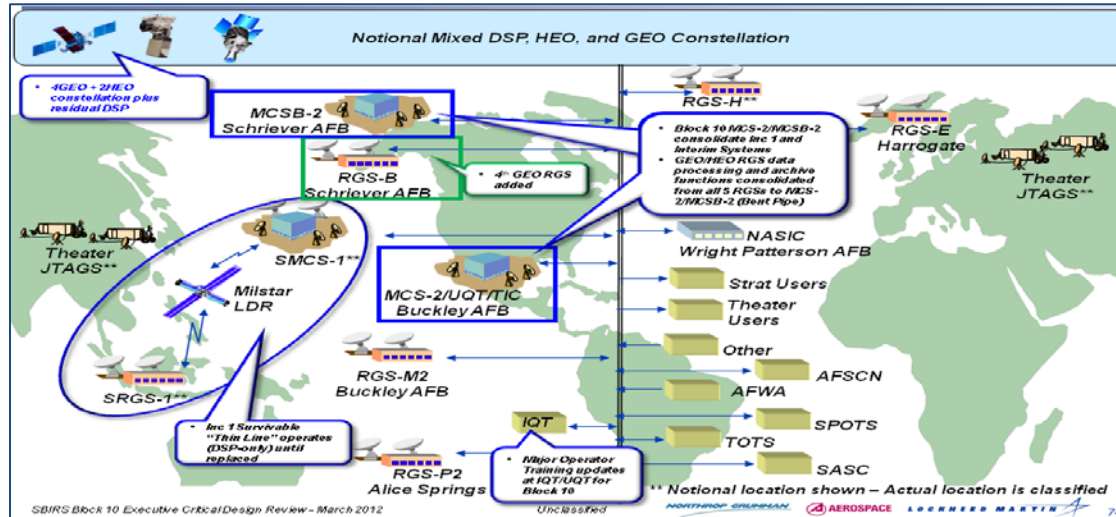 Notional Mixed DSP, HEO, and GEO Constellation
• 4GEO + 2HEO
constellation plus
residual DSP
MCSB-2
Schriever AFB
RGS-B
Schriever AFB
• 4th GEO RGS
added
RGS-H**
• Block 10 MCS-2/MCSB-2
consolidate Inc 1 and
Interim Systems
• GEO/HEO RGS data
processing and archive
functions consolidated
from all 5 RGSs to MCS-
2/MCSB-2 (Bent Pipe)
RGS-E
Harrogate
Theater
JTAGS**
Theater
JTAGS**
SMCS-1**
Milstar
LDR
SRGS-1**
MCS-2/UQT/TIC
Buckley AFB
NASIC
Wright Patterson AFB
Strat Users
Theater
Users
Other
AFSCN
AFWA
SPOTS
TOTS
SASC
RGS-M2
Buckley AFB
• Inc 1 Survivable
"Thin Line" operates
(DSP-only) until
replaced
IQT
RGS-P2
Alice Springs
• Major Operator
Training updates
at IQT/UQT for
Block 10
** Notional location shown – Actual location is classified
SBIRS Block 10 Executive Critical Design Review – March 2012
Unclassified
NORTHROP GRUMMAN
AEROSPACE
LOCKHEED MARTIN